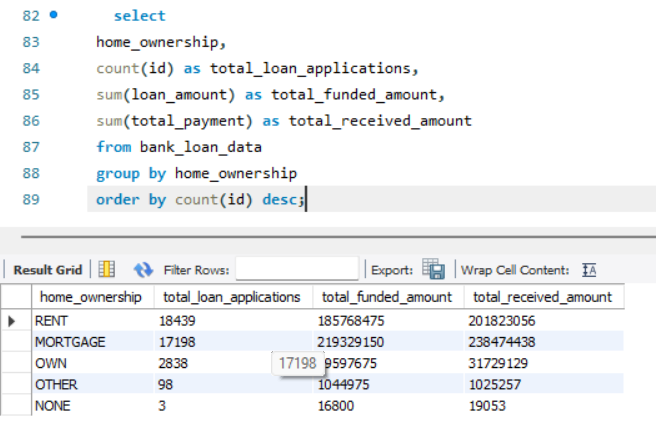 82 select
83 home_ownership,
84 count(id) as total_loan_applications,
85 sum(loan_amount) as total_funded_amount,
86 sum(total_payment) as total_received_amount
87 from bank_loan_data
88 group by home_ownership
89 order by count(id) desc;
Result Grid Filter Rows: Export: Wrap Cell Content: IA
home_ownership total_loan_applications total_funded_amount total_received_amount
RENT 18439 185768475 201823056
MORTGAGE 17198 219329150 238474438
OWN 2838 17198 9597675 31729129
OTHER 98 1044975 1025257
NONE 3 16800 19053